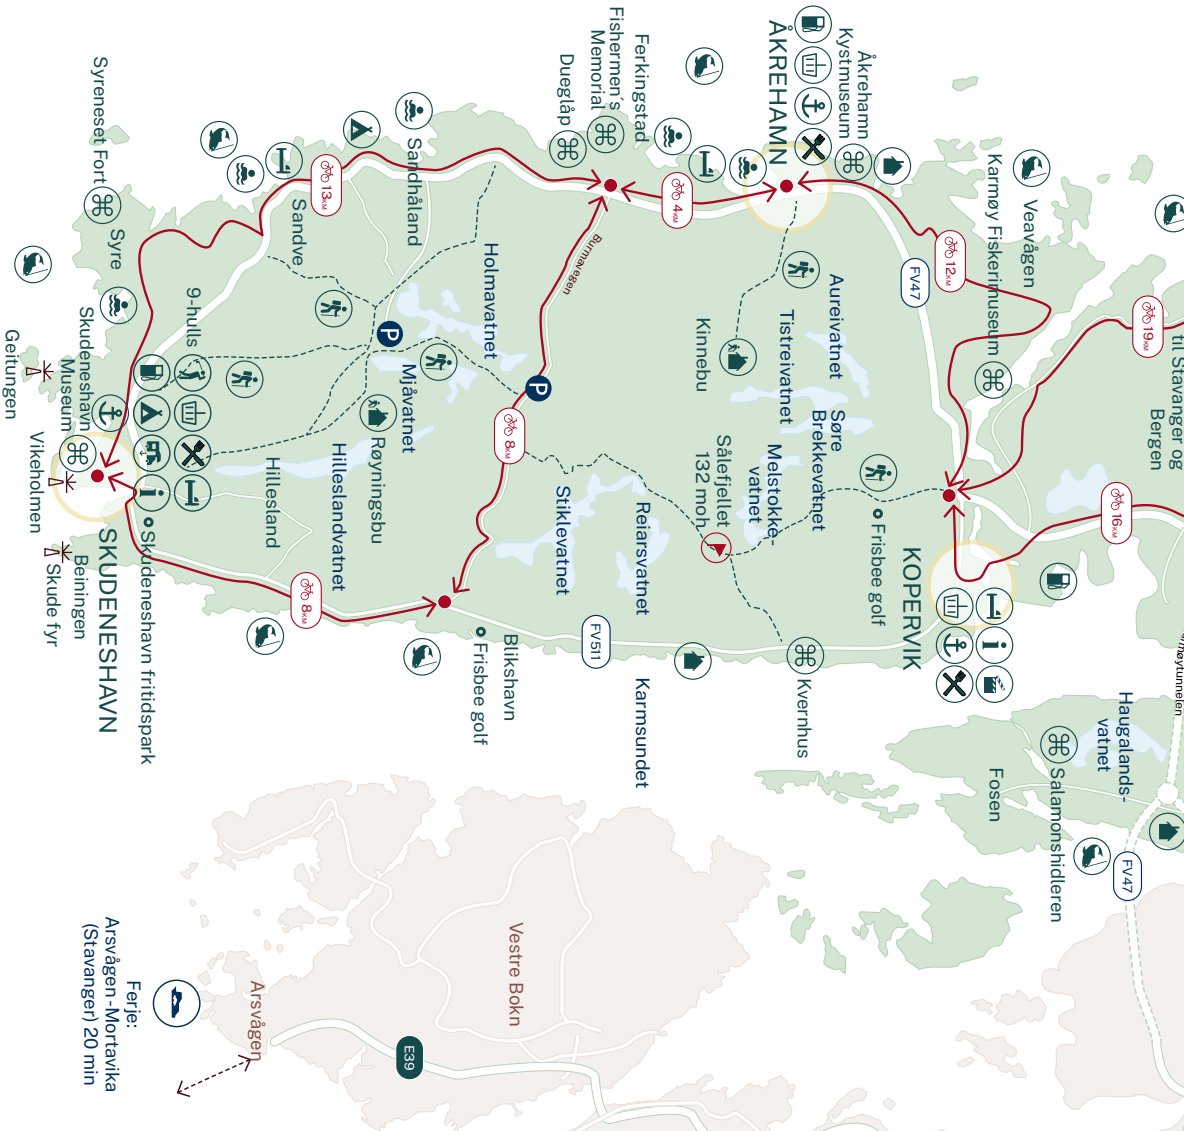 til Stavanger og
Bergen
19 KM
16 KM
Veavågen
Karmøy Fiskerimuseum
12 KM
FV47
Åkrehamn
Kystmuseum
ÅKREHAMN
Ferkingstad
Fishermen's
Memorial
Dueglåp
4 KM
Burmavegen
Aureivatnet
Tistreivatnet
Søre
Brekkevatnet
Melstokke-
vatnet
Kinnebu
Sålefjellet
132 moh.
Frisbee golf
KOPERVIK
Haugalands-
vatnet
Salamonshidleren
Fosen
FV47
Kvernhus
Reiarsvatnet
Stiklevatnet
FV511
Karmsundet
Blikshavn
Frisbee golf
8 KM
P
Holmavatnet
Mjåvatnet
P
Røyningsbu
Hilleslandvatnet
Hillesland
Sandhåland
13 KM
Sandve
9-hulls
Syreneset Fort
Syre
Skudeneshavn
Museum
Geitungen
Vikeholmen
SKUDENESHAVN
Skudeneshavn fritidspark
8 KM
Beiningen
Skude fyr
Vestre Bokn
Arsvågen
E39
Ferje:
Arsvågen-Mortavika
(Stavanger) 20 min